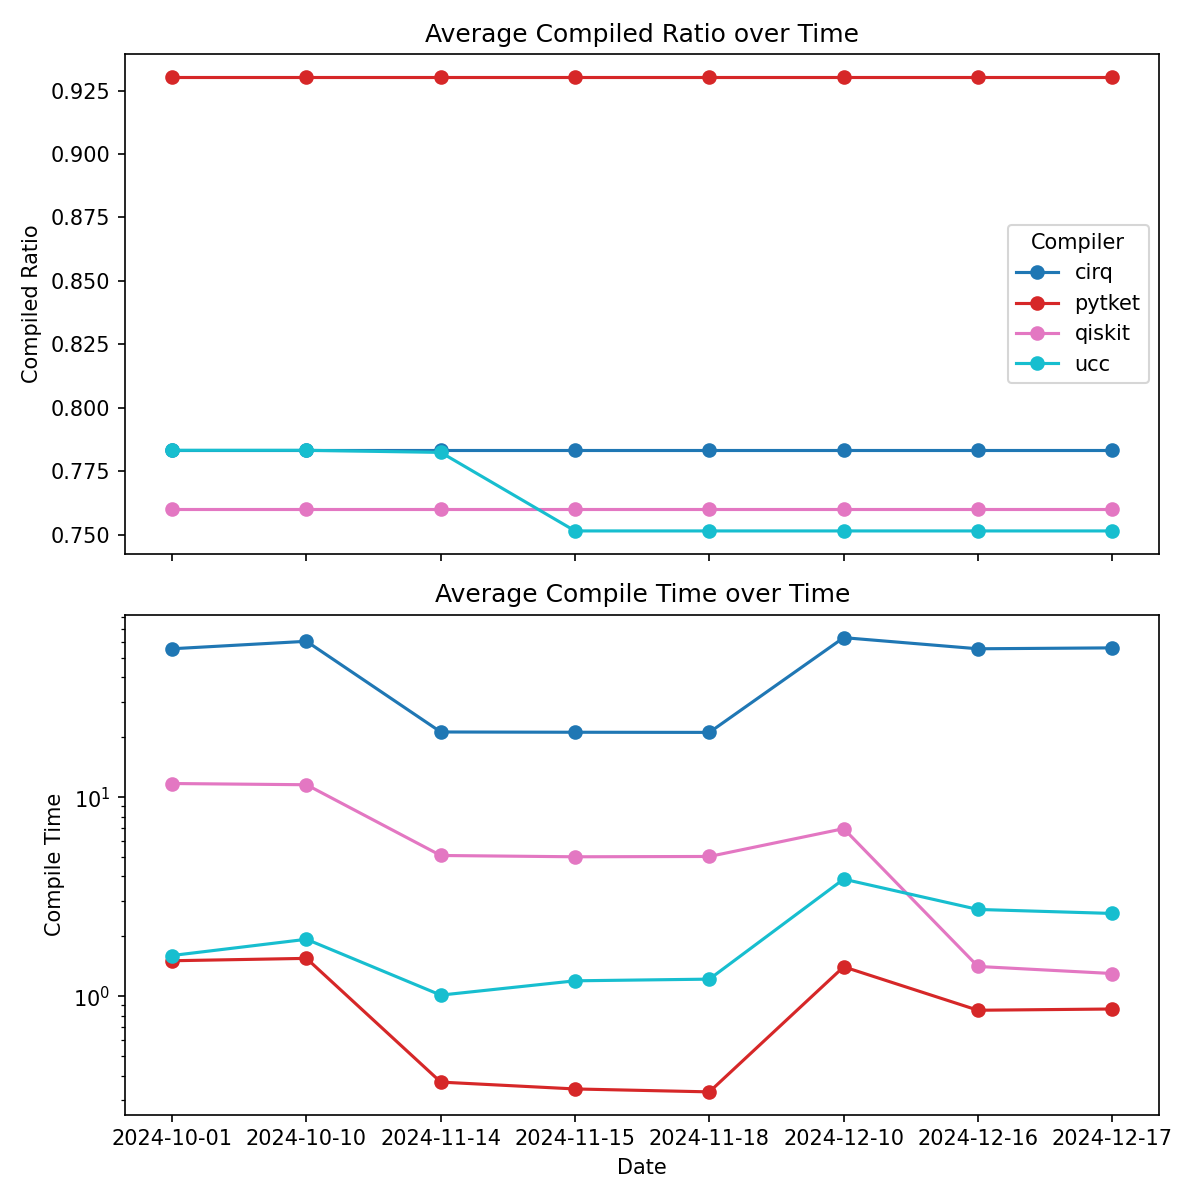 Average Compiled Ratio over Time
Compiled Ratio
0.925
0.900
0.875
0.850
0.825
0.800
0.775
0.750
Compiler
cirq
pytket
qiskit
ucc
Average Compile Time over Time
Compile Time
10¹
10⁰
2024-10-01 2024-10-10 2024-11-14 2024-11-15 2024-11-18 2024-12-10 2024-12-16 2024-12-17
Date